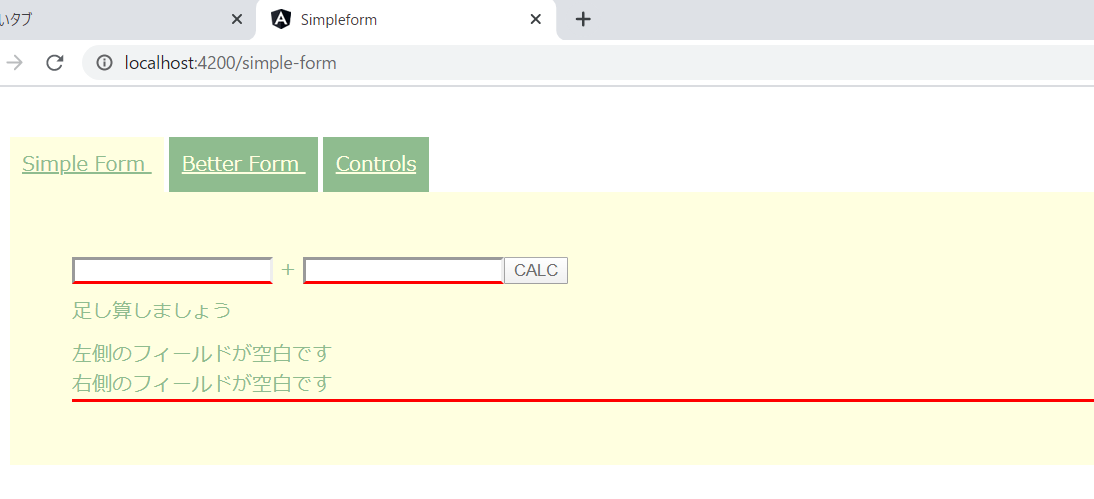 いタブ
Simpleform
localhost:4200/simple-form
Simple Form Better Form Controls
+ CALC
足し算しましょう
左側のフィールドが空白です
右側のフィールドが空白です